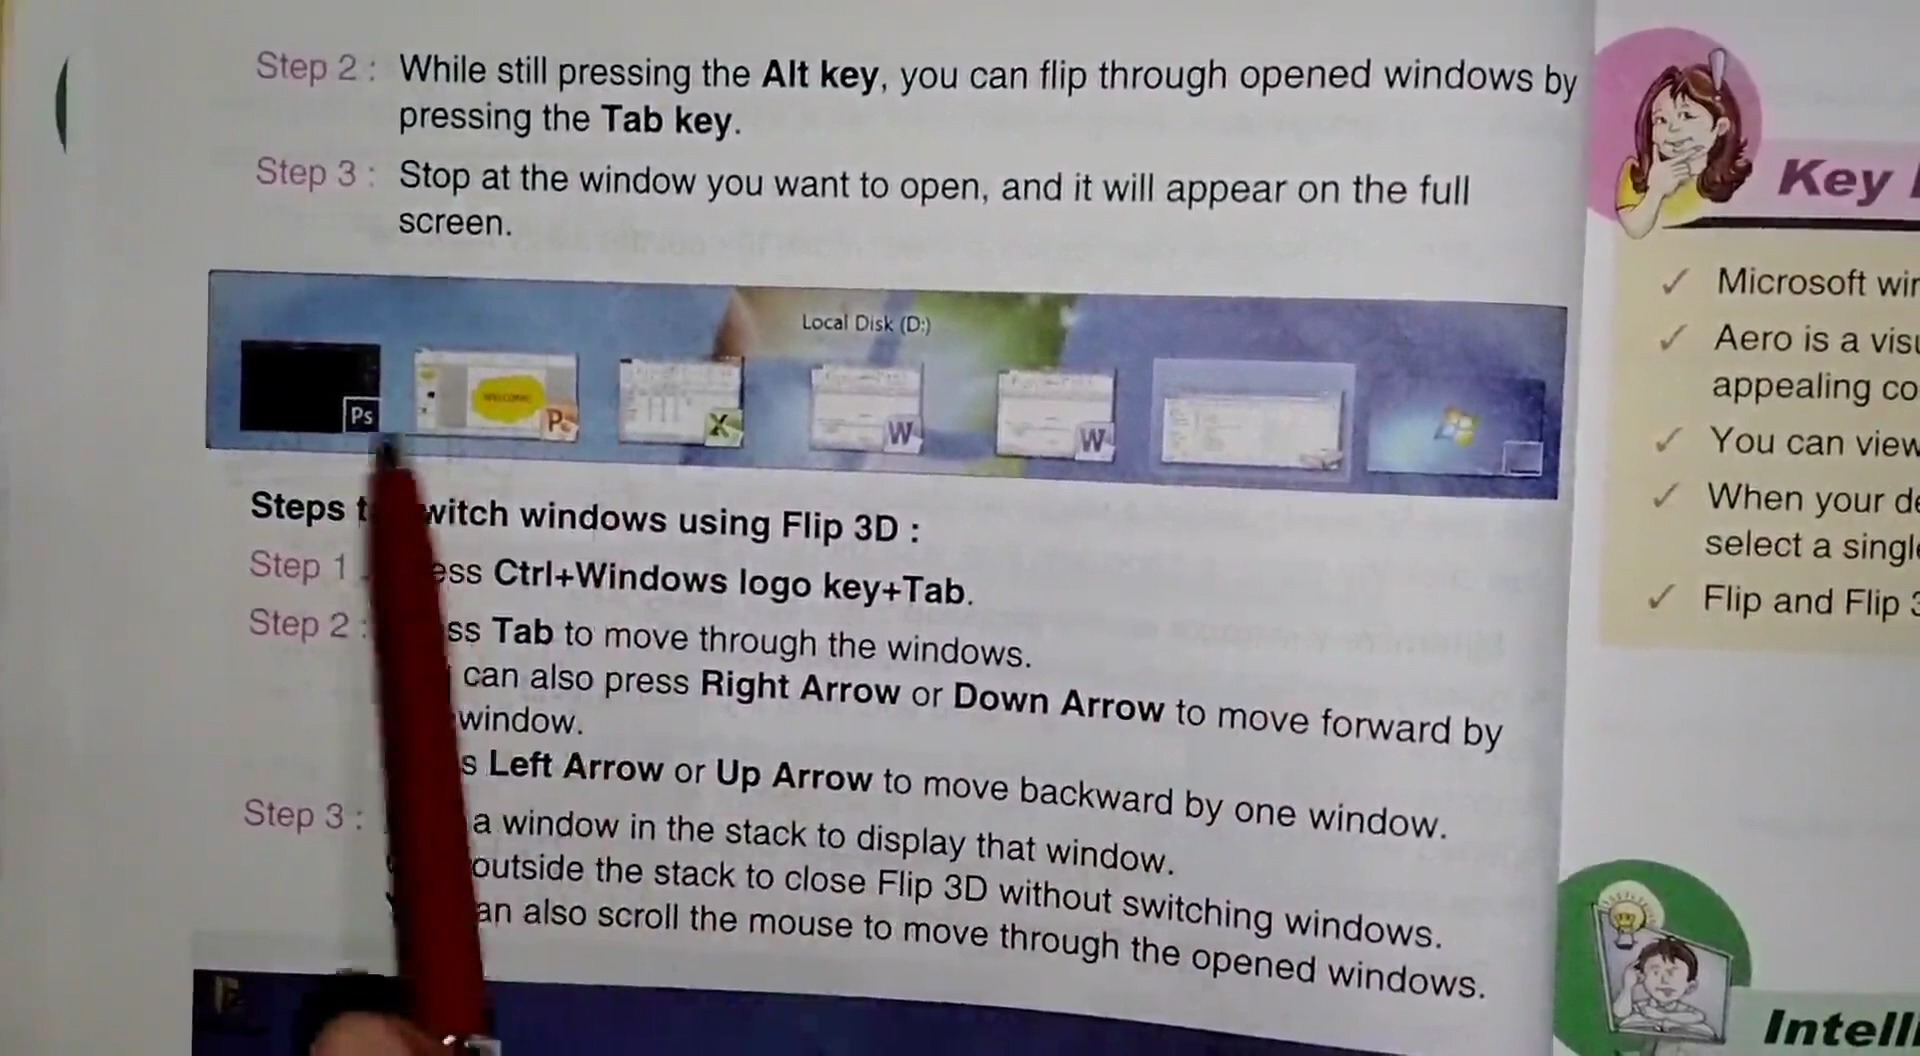 Step 2 : While still pressing the Alt key, you can flip through opened windows by
pressing the Tab key.
Step 3 : Stop at the window you want to open, and it will appear on the full
screen.
Local Disk (D:)
Ps
P
X
W
W
Steps witch windows using Flip 3D :
Step 1 ess Ctrl+Windows logo key+Tab.
Step 2 : ss Tab to move through the windows.
can also press Right Arrow or Down Arrow to move forward by
window.
s Left Arrow or Up Arrow to move backward by one window.
Step 3 : a window in the stack to display that window.
outside the stack to close Flip 3D without switching windows.
an also scroll the mouse to move through the opened windows.
Key
✓ Microsoft win
✓ Aero is a visu
appealing co
✓ You can view
✓ When your de
select a single
✓ Flip and Flip 3
Intelli